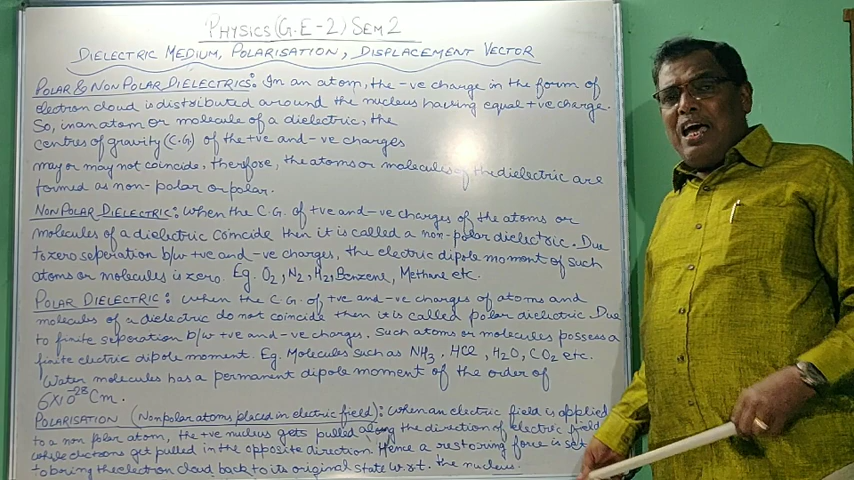 PHYSICS (G.E-2) SEM 2
DIELECTRIC MEDIUM, POLARISATION, DISPLACEMENT VECTOR
POLAR & NON POLAR DIELECTRICS: In an atom, the -ve charge in the form of
electron cloud is distributed around the nucleus having equal +ve charge.
So, in an atom or molecule of a dielectric, the
centres of gravity (C.G.) of the +ve and -ve charges
may or may not coincide, therefore, the atoms or molecules of the dielectric are
formed as non-polar or polar.
NON POLAR DIELECTRIC: When the C.G. of +ve and -ve charges of the atoms or
molecules of a dielectric coincide then it is called a non-polar dielectric. Due
to zero seperation b/w +ve and -ve charges, the electric dipole moment of such
atoms or molecules is zero. Eg. O2, N2, H2, Benzene, Methane etc.
POLAR DIELECTRIC: When the C.G. of +ve and -ve charges of atoms and
molecules of a dielectric do not coincide then it is called polar dielectric. Due
to finite seperation b/w +ve and -ve charges. Such atoms or molecules possess a
finite electric dipole moment. Eg. Molecules such as NH3, HCl, H2O, CO2 etc.
Water molecules has a permanent dipole moment of the order of
6X10^-28 Cm.
POLARISATION (Nonpolar atoms placed in electric field): When an electric field is applied
to a non polar atom, the +ve nucleus gets pulled along the direction of electric field
while electrons get pulled in the opposite direction. Hence a restoring force is set
to bring the electron cloud back to its original state w.r.t. the nucleus.